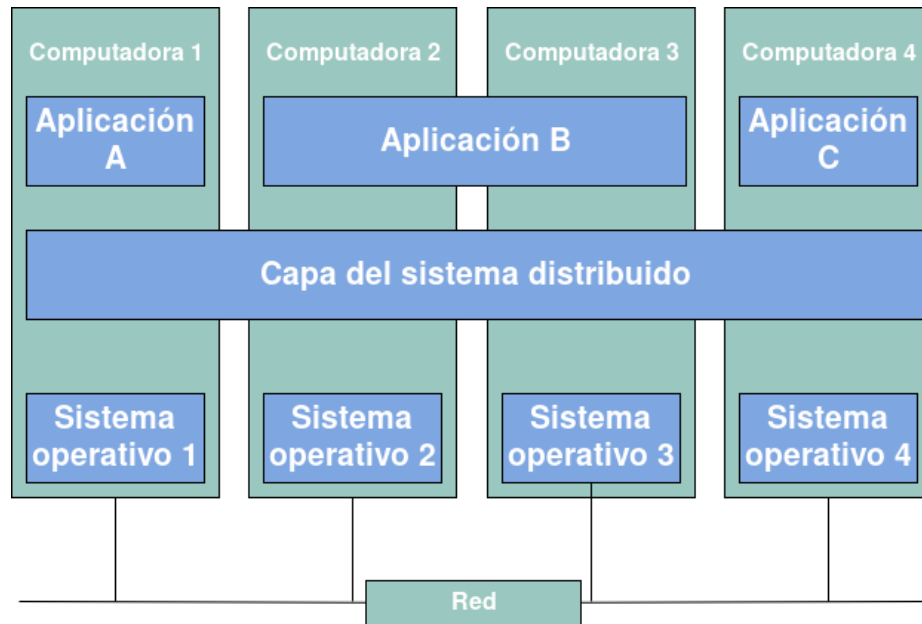 Computadora 1
Computadora 2
Computadora 3
Computadora 4
Aplicación
A
Aplicación B
Aplicación
C
Capa del sistema distribuido
Sistema
operativo 1
Sistema
operativo 2
Sistema
operativo 3
Sistema
operativo 4
Red